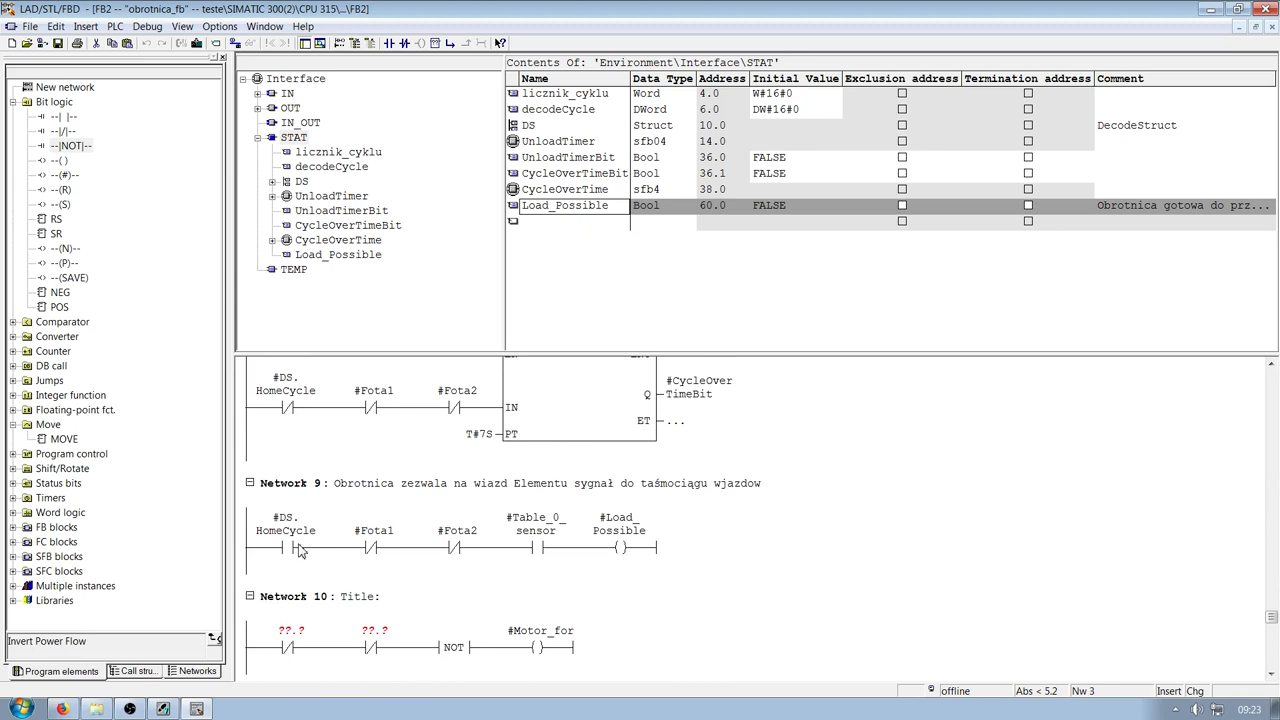 LAD/STL/FBD - [FB2 -- "obrotnica_fb" -- teste\SIMATIC 300(2)\CPU 315\...\FB2]
File Edit Insert PLC Debug View Options Window Help
New network
Bit logic
--| |--
--|/|--
--|NOT|--
--( )
--(#)--
--(R)
--(S)
RS
SR
--(N)--
--(P)--
--(SAVE)
NEG
POS
Comparator
Converter
Counter
DB call
Jumps
Integer function
Floating-point fct.
Move
MOVE
Program control
Shift/Rotate
Status bits
Timers
Word logic
FB blocks
FC blocks
SFB blocks
SFC blocks
Multiple instances
Libraries
Invert Power Flow
Program elements Call stru... Networks
Interface
IN
OUT
IN_OUT
STAT
licznik_cyklu
decodeCycle
DS
UnloadTimer
UnloadTimerBit
CycleOverTimeBit
CycleOverTime
Load_Possible
TEMP
Contents Of: 'Environment\Interface\STAT'
Name Data Type Address Initial Value Exclusion address Termination address Comment
licznik_cyklu Word 4.0 W#16#0
decodeCycle DWord 6.0 DW#16#0
DS Struct 10.0 DecodeStruct
UnloadTimer sfb04 14.0
UnloadTimerBit Bool 36.0 FALSE
CycleOverTimeBit Bool 36.1 FALSE
CycleOverTime sfb4 38.0
Load_Possible Bool 60.0 FALSE Obrotnica gotowa do prz...
#DS.
HomeCycle #Fota1 #Fota2
IN
T#7S PT
#CycleOver
Q TimeBit
ET ...
Network 9 : Obrotnica zezwala na wiazd Elementu sygnał do taśmociągu wjazdow
#DS. #Table_0_ #Load_
HomeCycle #Fota1 #Fota2 sensor Possible
Network 10 : Title:
??.? ??.? #Motor_for
NOT
offline Abs < 5.2 Nw 3 Insert Chg
09:23